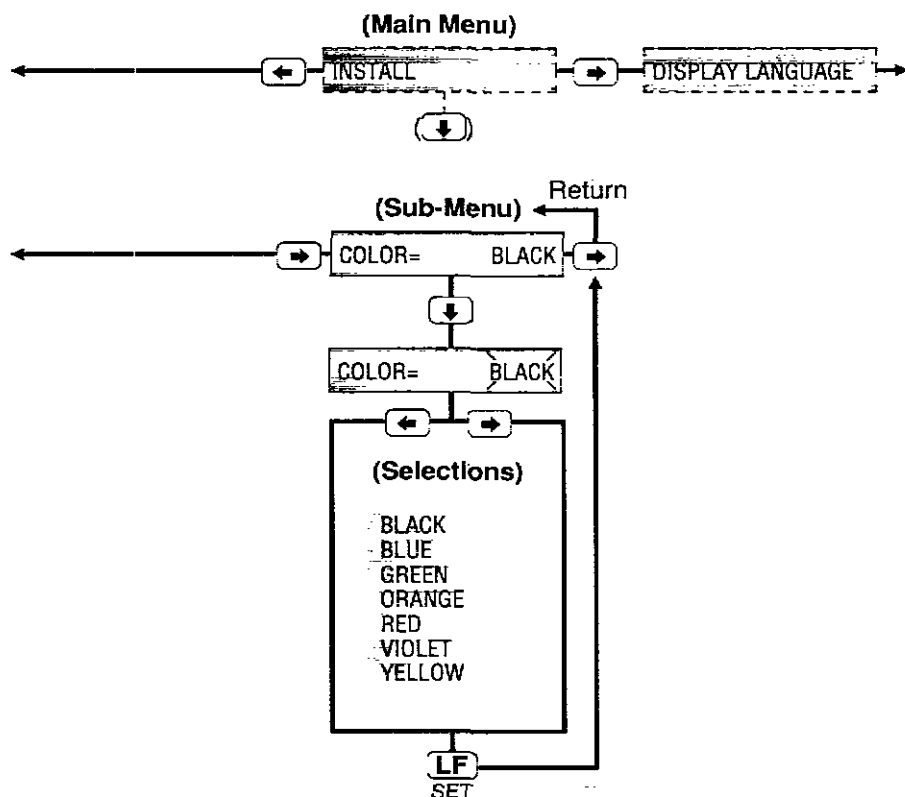 (Main Menu)
INSTALL
DISPLAY LANGUAGE
Return
(Sub-Menu)
COLOR= BLACK
COLOR= BLACK
(Selections)
BLACK
BLUE
GREEN
ORANGE
RED
VIOLET
YELLOW
LF
SET